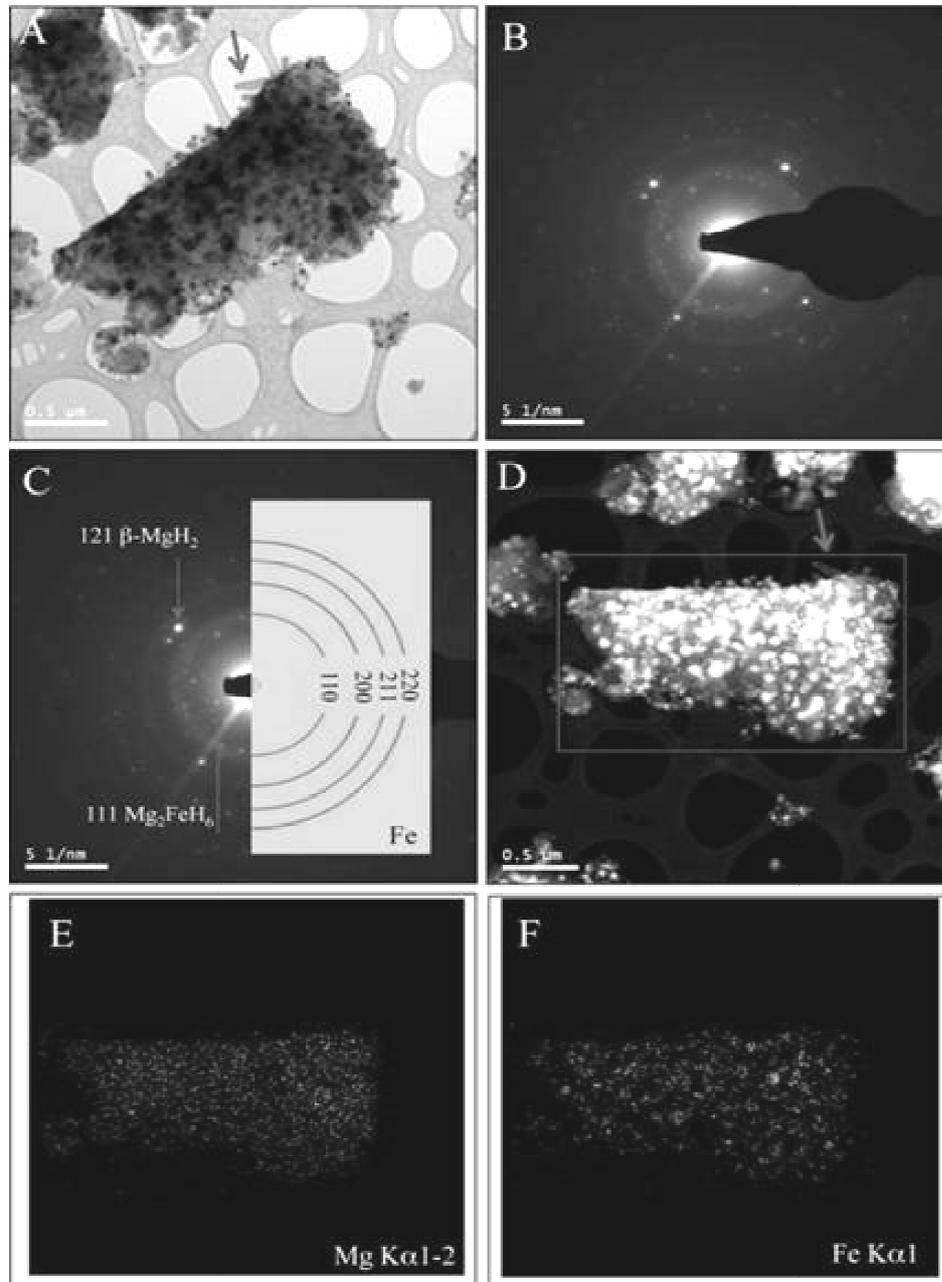 A
0.5 µm
B
5 1/nm
C
121 β-MgH₂
110
200
211
220
111 Mg₂FeH₆
Fe
5 1/nm
D
0.5 µm
E
Mg Kα1-2
F
Fe Kα1